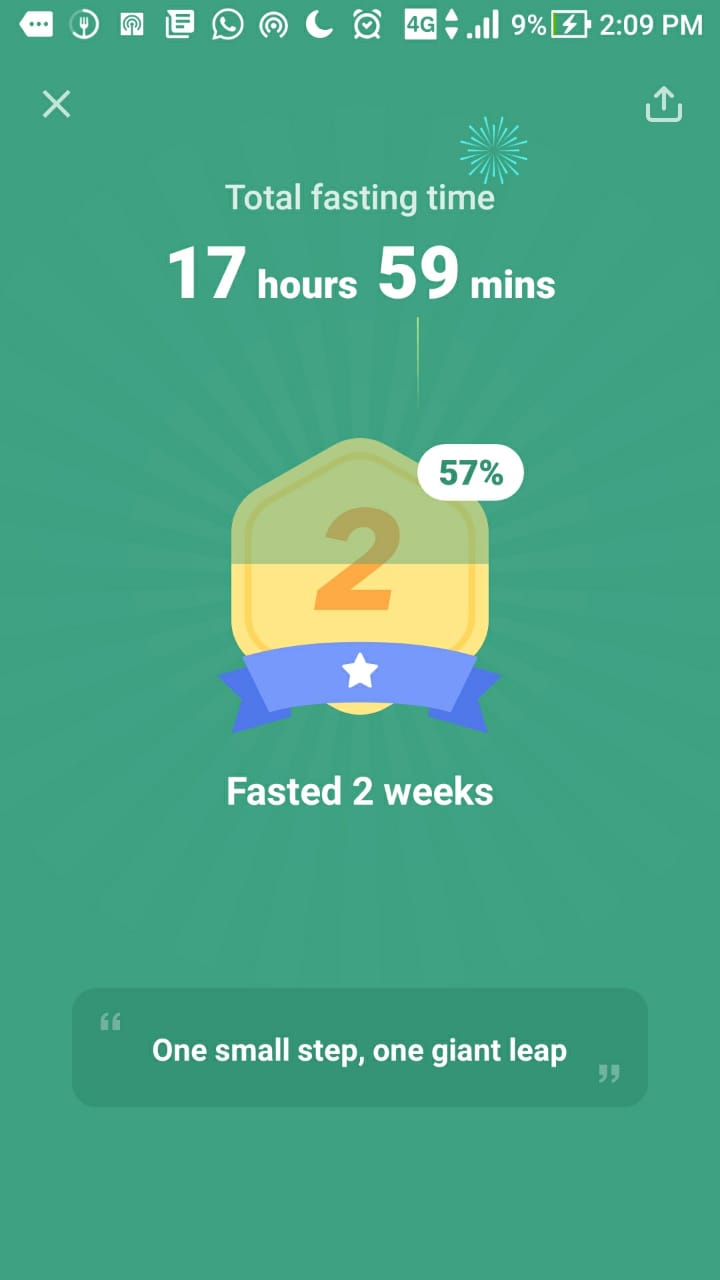 4G 9% 2:09 PM
Total fasting time
17 hours 59 mins
57%
2
Fasted 2 weeks
“
One small step, one giant leap
”